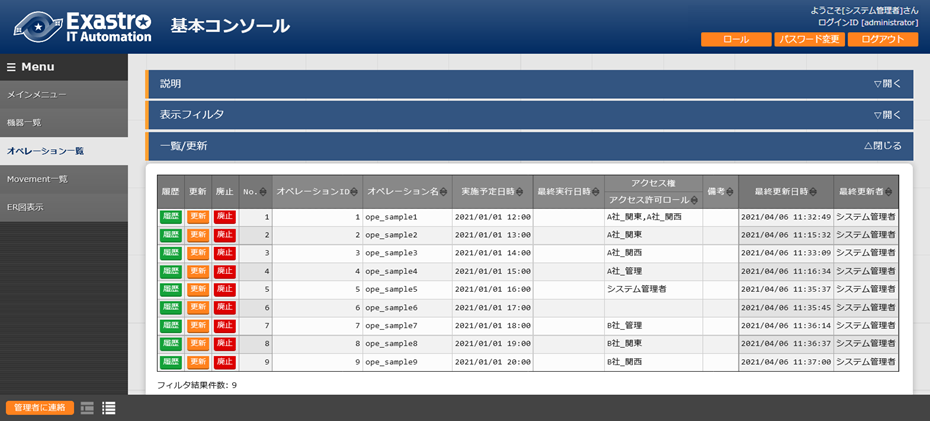 Exastro IT Automation
基本コンソール
ようこそ[システム管理者]さん
ログインID [administrator]
ロール パスワード変更 ログアウト
Menu
メインメニュー
機器一覧
オペレーション一覧
Movement一覧
ER図表示
説明 ▽開く
表示フィルタ ▽開く
一覧/更新 △閉じる
履歴 更新 廃止 No. オペレーションID オペレーション名 実施予定日時 最終実行日時 アクセス権 備考 最終更新日時 最終更新者
アクセス許可ロール
履歴 更新 廃止 1 1 ope_sample1 2021/01/01 12:00 A社_関東,A社_関西 2021/04/06 11:32:49 システム管理者
履歴 更新 廃止 2 2 ope_sample2 2021/01/01 13:00 A社_関東 2021/04/06 11:15:32 システム管理者
履歴 更新 廃止 3 3 ope_sample3 2021/01/01 14:00 A社_関西 2021/04/06 11:33:09 システム管理者
履歴 更新 廃止 4 4 ope_sample4 2021/01/01 15:00 A社_管理 2021/04/06 11:16:34 システム管理者
履歴 更新 廃止 5 5 ope_sample5 2021/01/01 16:00 システム管理者 2021/04/06 11:35:37 システム管理者
履歴 更新 廃止 6 6 ope_sample6 2021/01/01 17:00 2021/04/06 11:35:45 システム管理者
履歴 更新 廃止 7 7 ope_sample7 2021/01/01 18:00 B社_管理 2021/04/06 11:36:14 システム管理者
履歴 更新 廃止 8 8 ope_sample8 2021/01/01 19:00 B社_関東 2021/04/06 11:36:37 システム管理者
履歴 更新 廃止 9 9 ope_sample9 2021/01/01 20:00 B社_関西 2021/04/06 11:37:00 システム管理者
フィルタ結果件数: 9
管理者に連絡